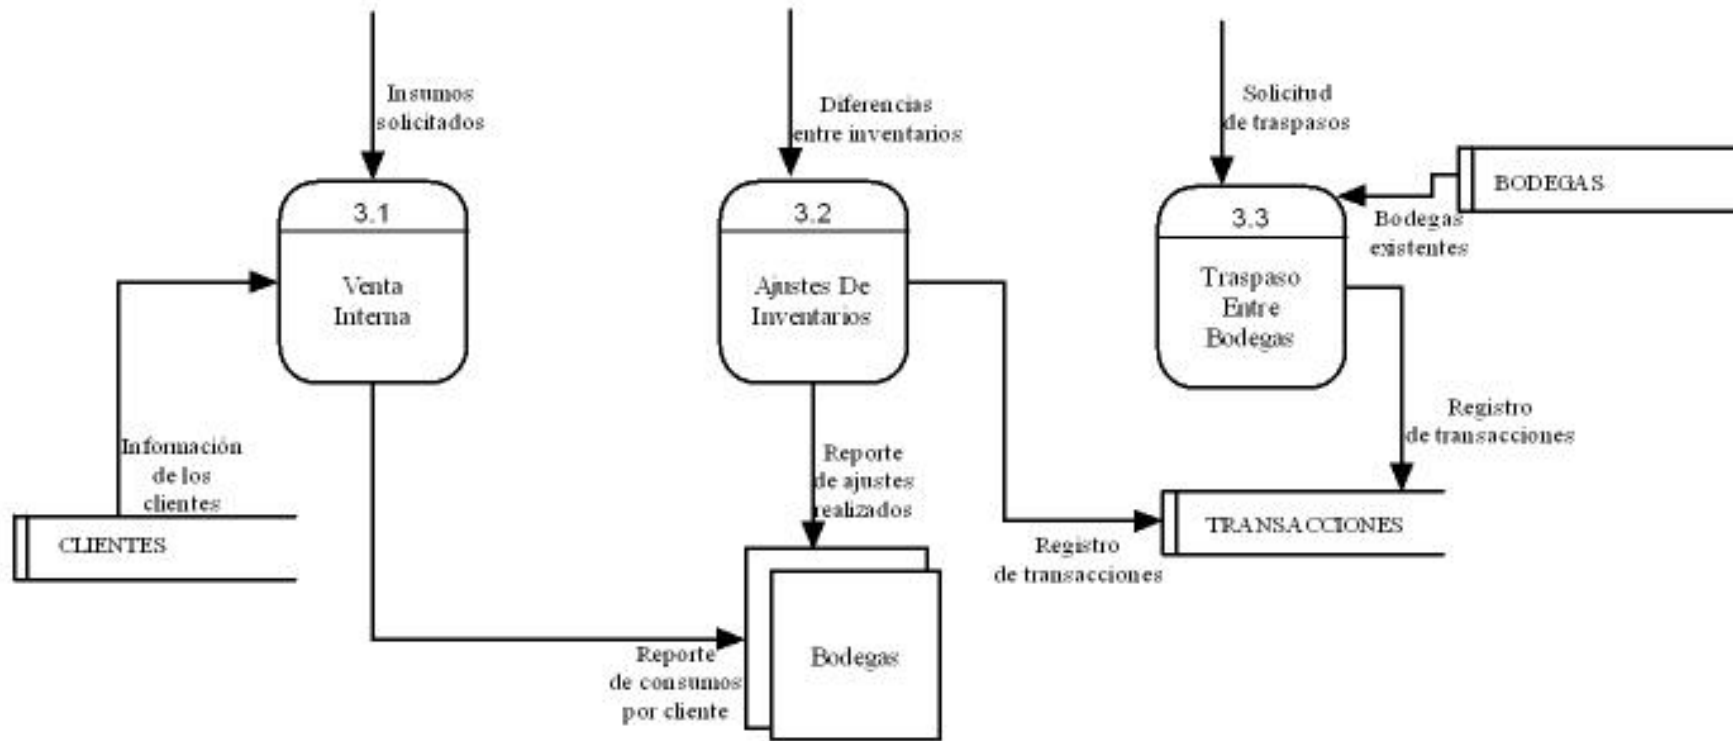 Insumos
solicitados
Diferencias
entre inventarios
Solicitud
de traspasos
BODEGAS
Bodegas
existentes
3.1
Venta
Interna
3.2
Ajustes De
Inventarios
3.3
Traspaso
Entre
Bodegas
Información
de los
clientes
CLIENTES
Reporte
de ajustes
realizados
Registro
de transacciones
Registro
de transacciones
TRANSACCIONES
Reporte
de consumos
por cliente
Bodegas